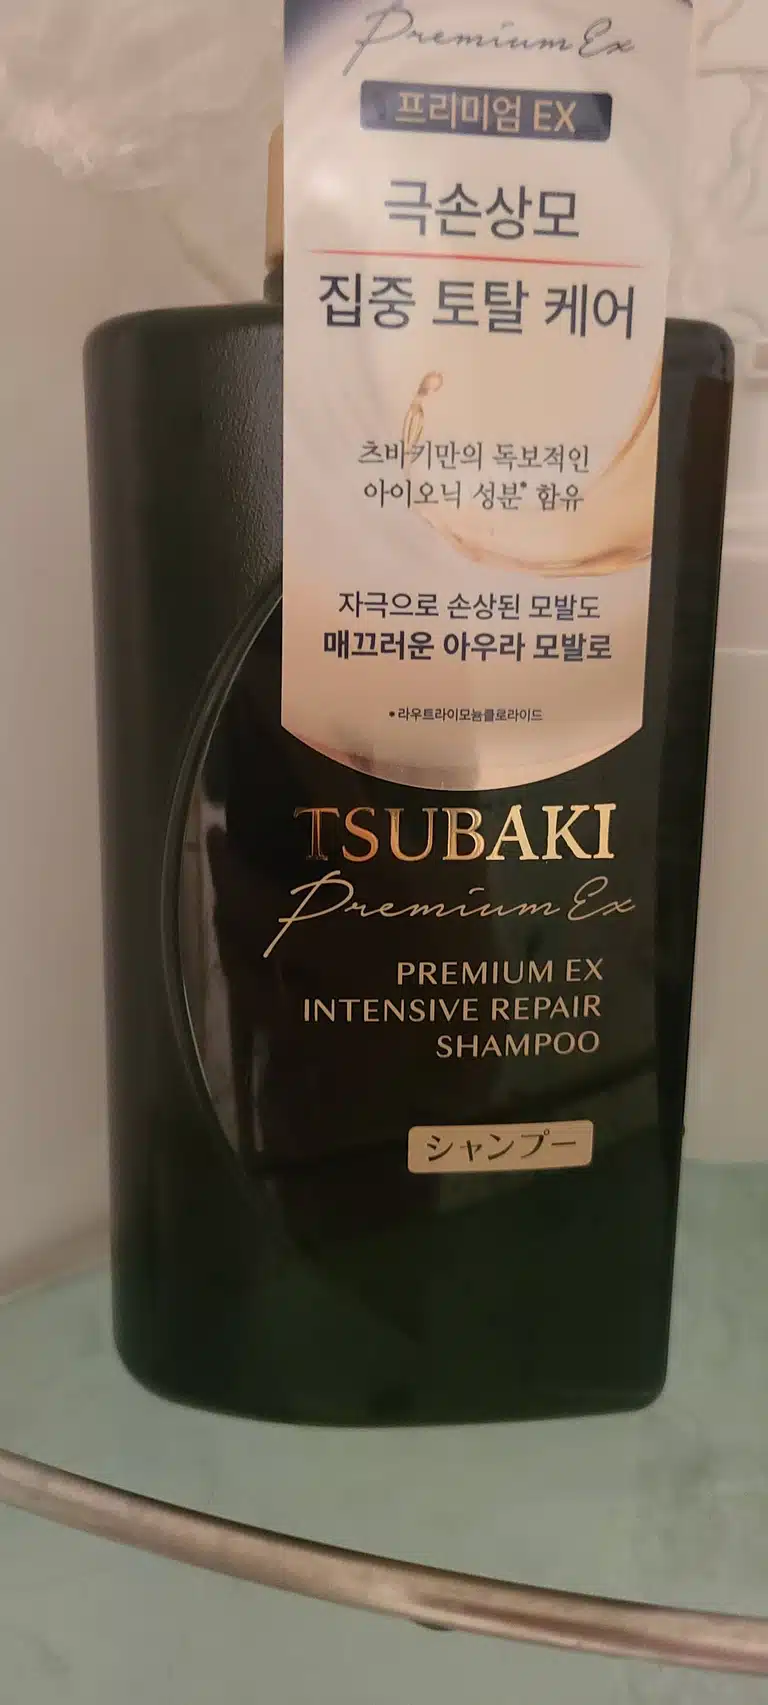 Premium Ex
프리미엄 EX
극손상모
집중 토탈 케어
츠바키만의 독보적인
아이오닉 성분* 함유
자극으로 손상된 모발도
매끄러운 아우라 모발로
*라우트라이모늄클로라이드
TSUBAKI
Premium Ex
PREMIUM EX
INTENSIVE REPAIR
SHAMPOO
シャンプー